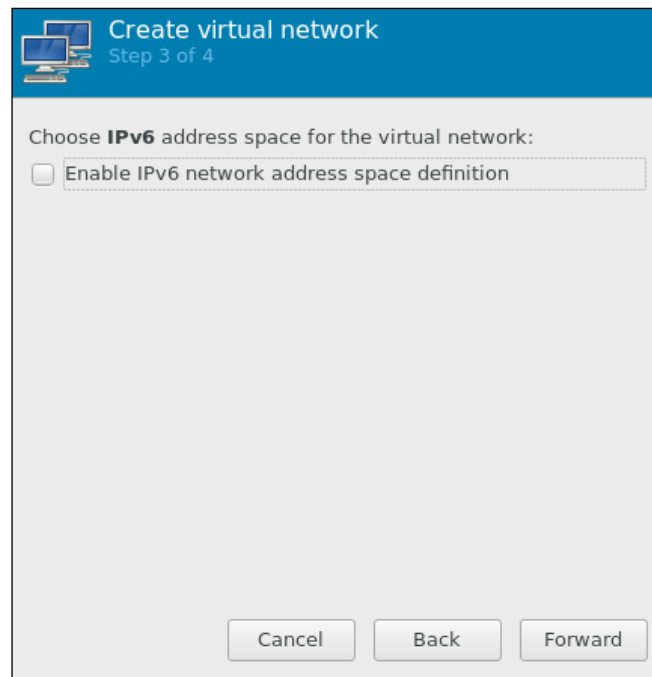 Create virtual network
Step 3 of 4
Choose IPv6 address space for the virtual network:
Enable IPv6 network address space definition
Cancel Back Forward